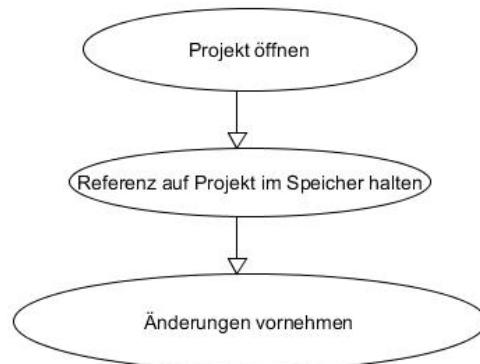 Projekt öffnen
Referenz auf Projekt im Speicher halten
Änderungen vornehmen